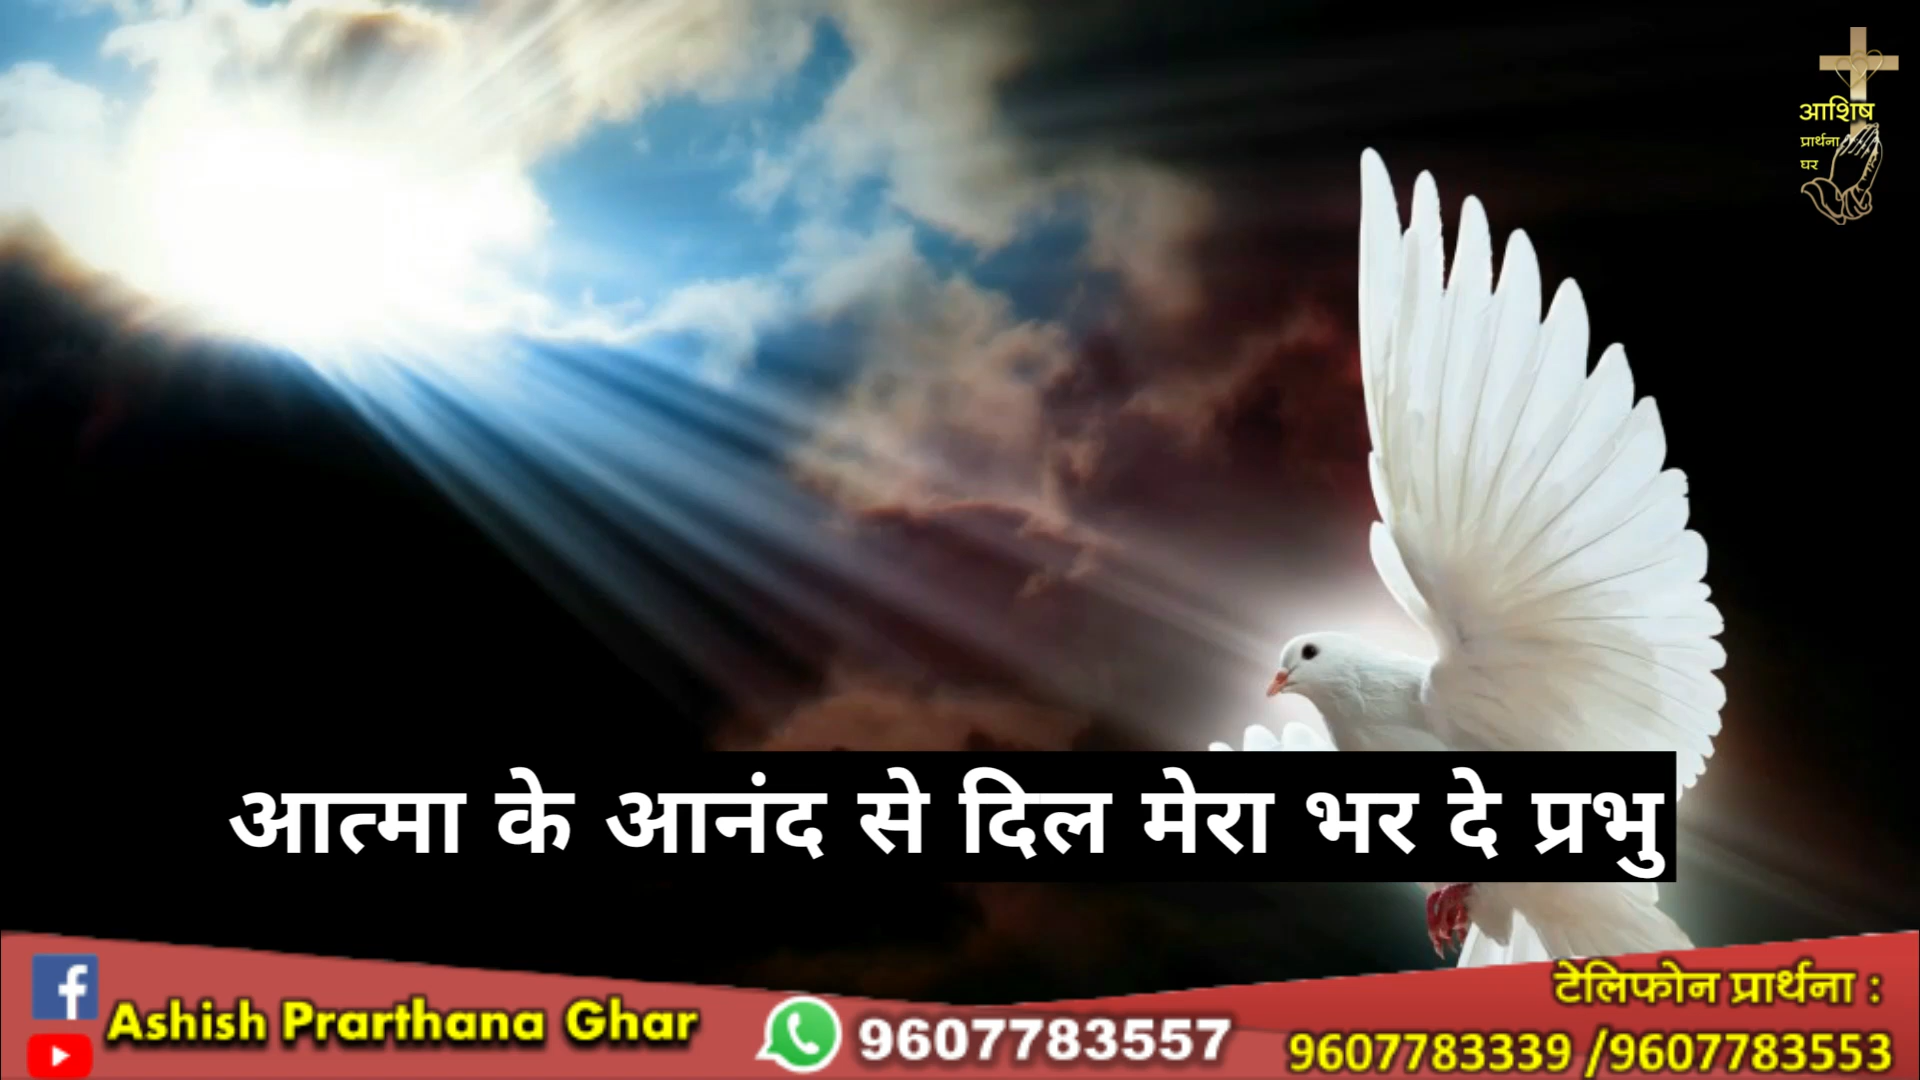 आशिष
प्रार्थना
घर
आत्मा के आनंद से दिल मेरा भर दे प्रभु
Ashish Prarthana Ghar
9607783557
टेलिफोन प्रार्थना :
9607783339 /9607783553